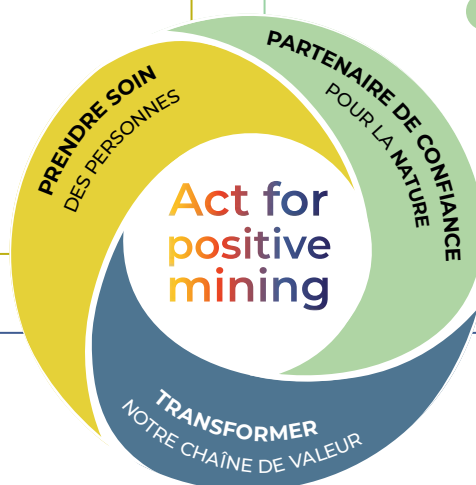 PRENDRE SOIN
DES PERSONNES
PARTENAIRE DE CONFIANCE
POUR LA NATURE
Act for
positive
mining
TRANSFORMER
NOTRE CHAÎNE DE VALEUR